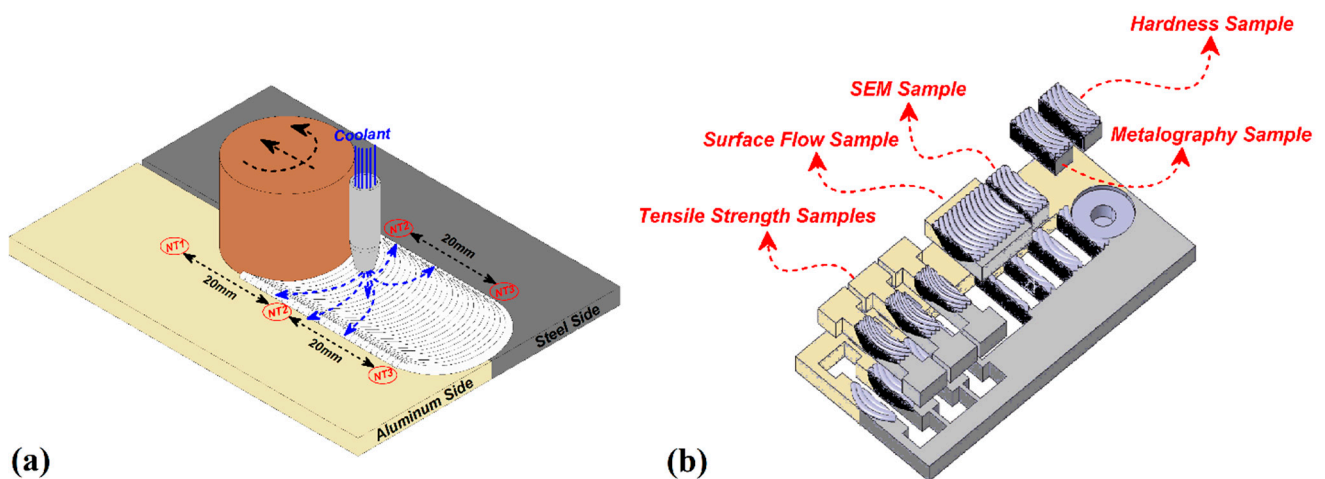 Coolant
NT1
NT2
20mm
20mm
NT2
NT3
20mm
NT3
Aluminum Side
Steel Side
(a)
Hardness Sample
SEM Sample
Surface Flow Sample
Metalography Sample
Tensile Strength Samples
(b)